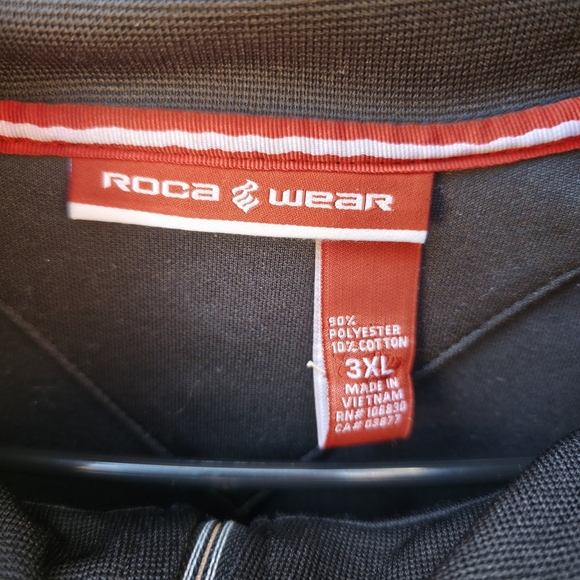 ROCA WEAR
90%
POLYESTER
10% COTTON
3XL
MADE IN
VIETNAM
RN# 106830
CA# 03877